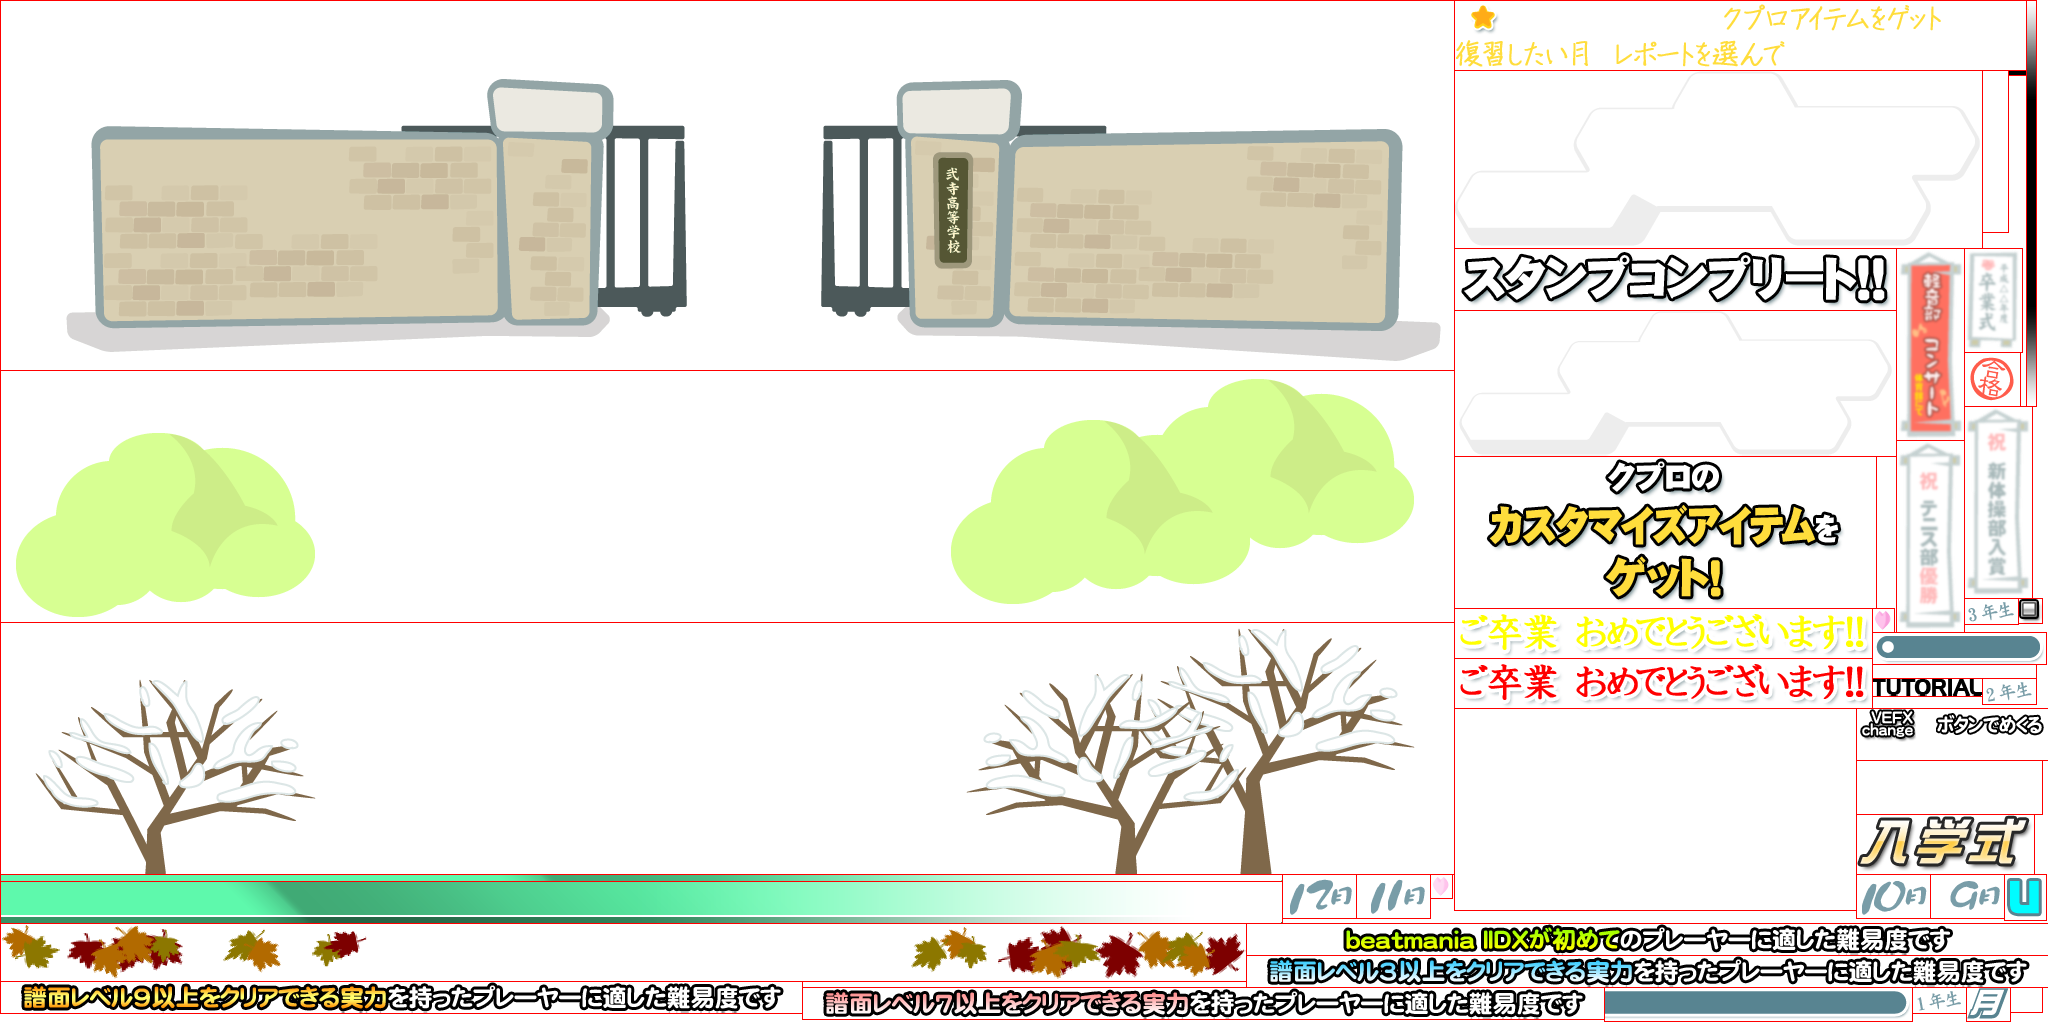 クプロアイテムをゲット
復習したい月　レポートを選んで
弐寺高等学校
スタンプコンプリート!!
コンサート
卒業式
合格
祝 新体操部入賞
祝 テニス部優勝
クプロの
カスタマイズアイテムを
ゲット!
3年生
ご卒業 おめでとうございます!!
ご卒業 おめでとうございます!!
TUTORIAL
2年生
VEFX
change
ボタンでめくる
入学式
12月
11月
10月
9月
U
beatmania IIDXが初めてのプレーヤーに適した難易度です
譜面レベル3以上をクリアできる実力を持ったプレーヤーに適した難易度です
譜面レベル9以上をクリアできる実力を持ったプレーヤーに適した難易度です
譜面レベル7以上をクリアできる実力を持ったプレーヤーに適した難易度です
1年生
月